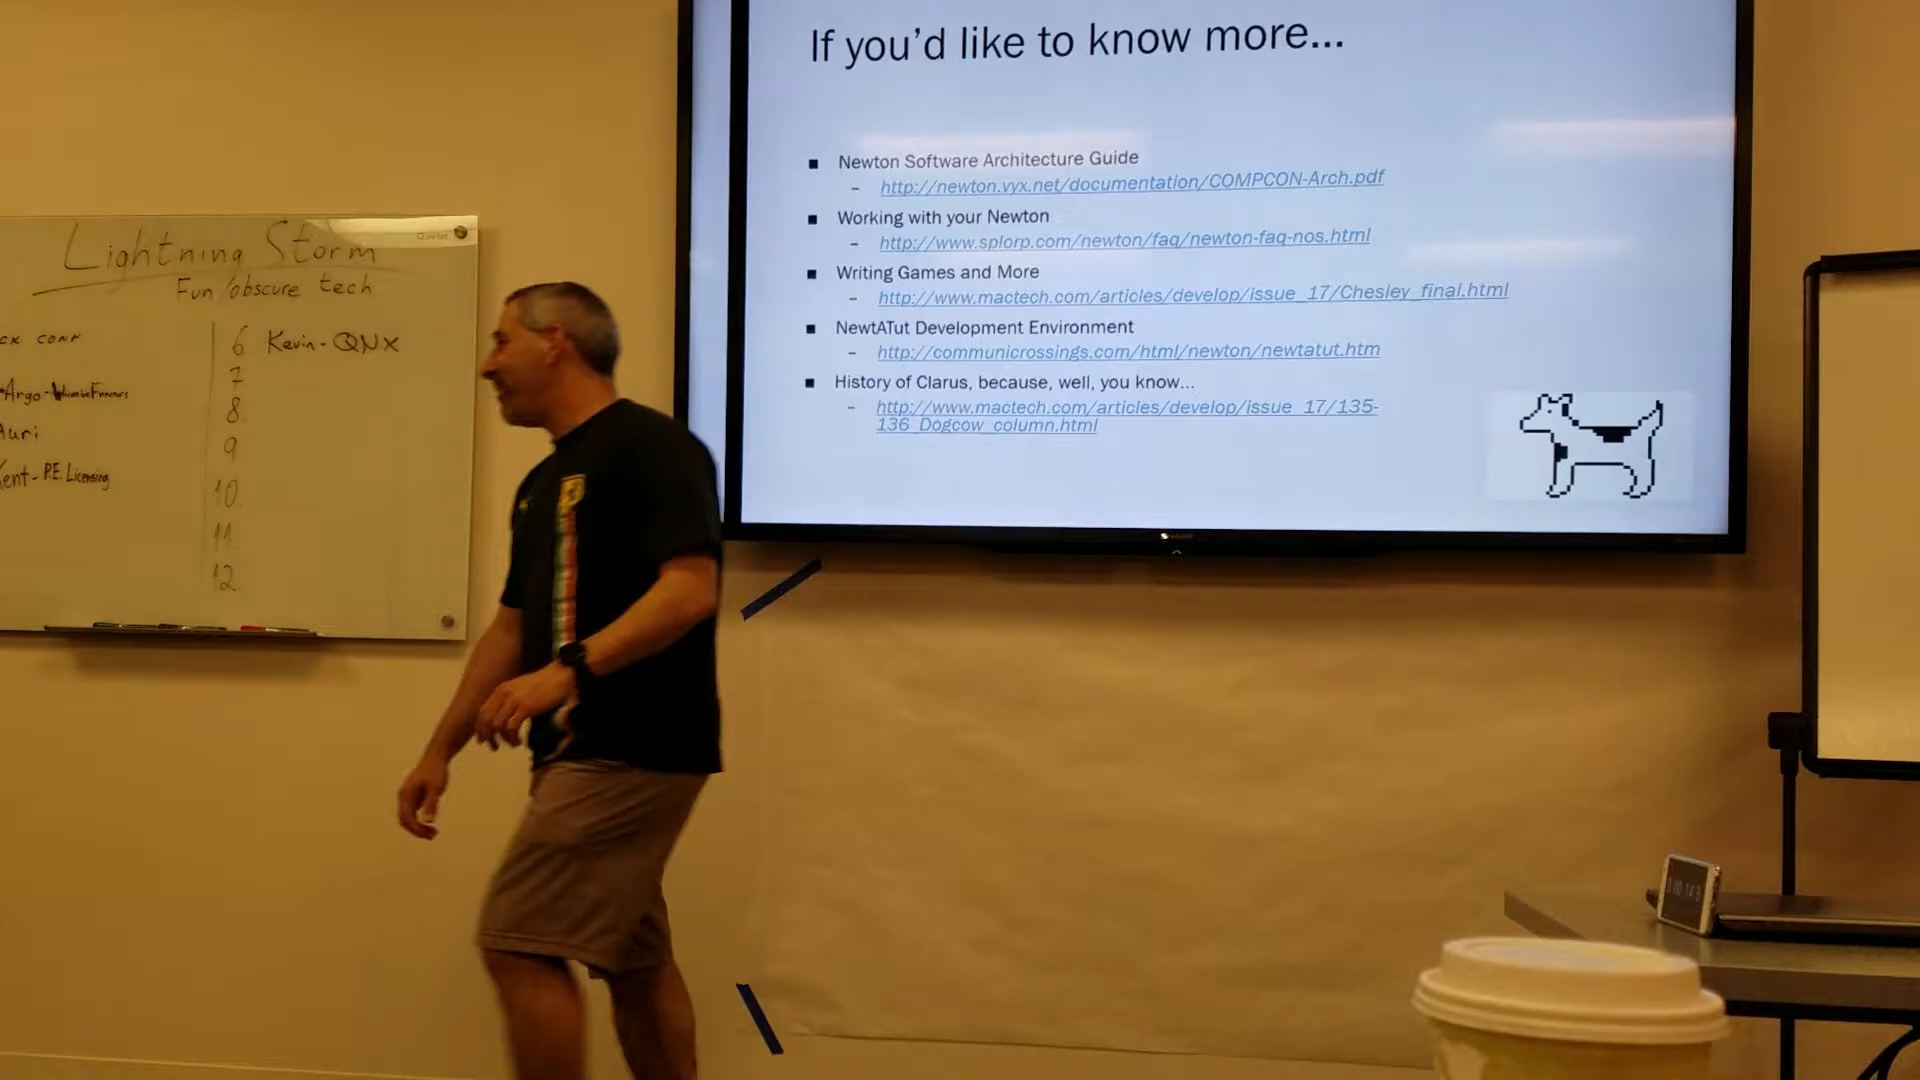 If you'd like to know more...
Newton Software Architecture Guide
http://newton.vyx.net/documentation/COMPCON-Arch.pdf
Working with your Newton
http://www.splorp.com/newton/faq/newton-faq-nos.html
Writing Games and More
http://www.mactech.com/articles/develop/issue_17/Chesley_final.html
NewtATut Development Environment
http://communicrossings.com/html/newton/newtatut.htm
History of Clarus, because, well, you know...
http://www.mactech.com/articles/develop/issue_17/135-
136_Dogcow_column.html
Lightning Storm
Fun/obscure tech
Argo-
Auri
P.E. Licensing
6 Kevin-QNX
7
8.
9
10.
11.
12.